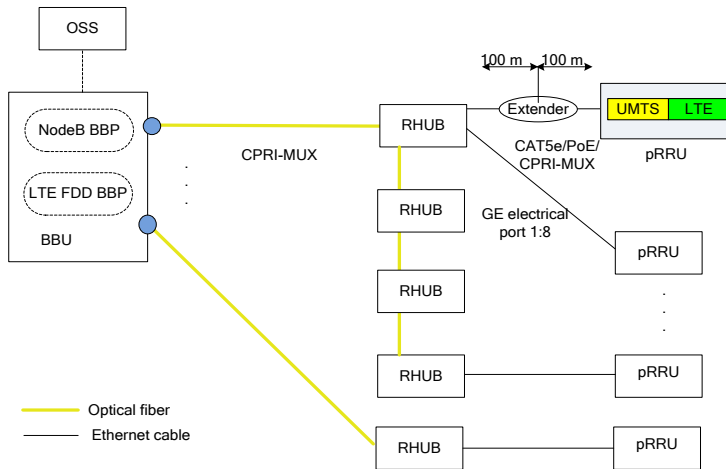 OSS
100 m
100 m
NodeB BBP
LTE FDD BBP
BBU
CPRI-MUX
.
.
.
RHUB
Extender
UMTS
LTE
CAT5e/PoE/
CPRI-MUX
pRRU
RHUB
GE electrical
port 1:8
pRRU
RHUB
.
.
.
RHUB
pRRU
Optical fiber
Ethernet cable
RHUB
pRRU